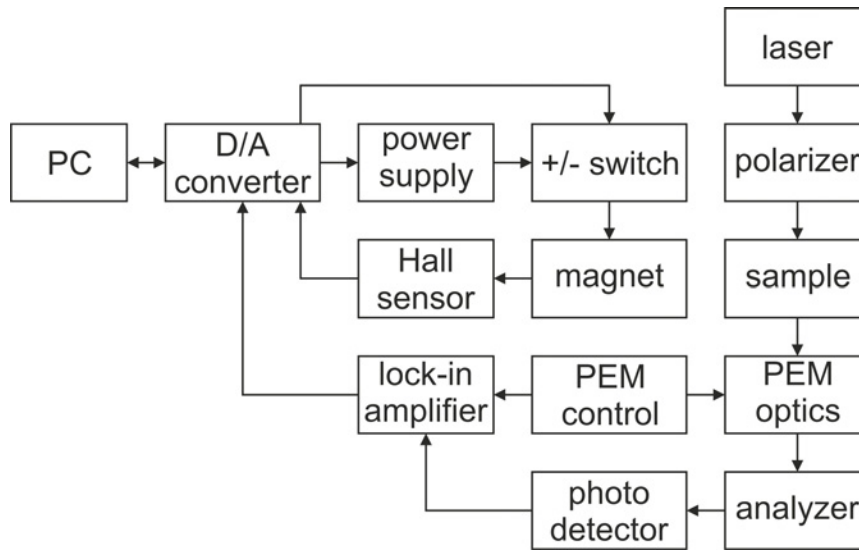 laser
PC
D/A
converter
power
supply
+/- switch
polarizer
Hall
sensor
magnet
sample
lock-in
amplifier
PEM
control
PEM
optics
photo
detector
analyzer